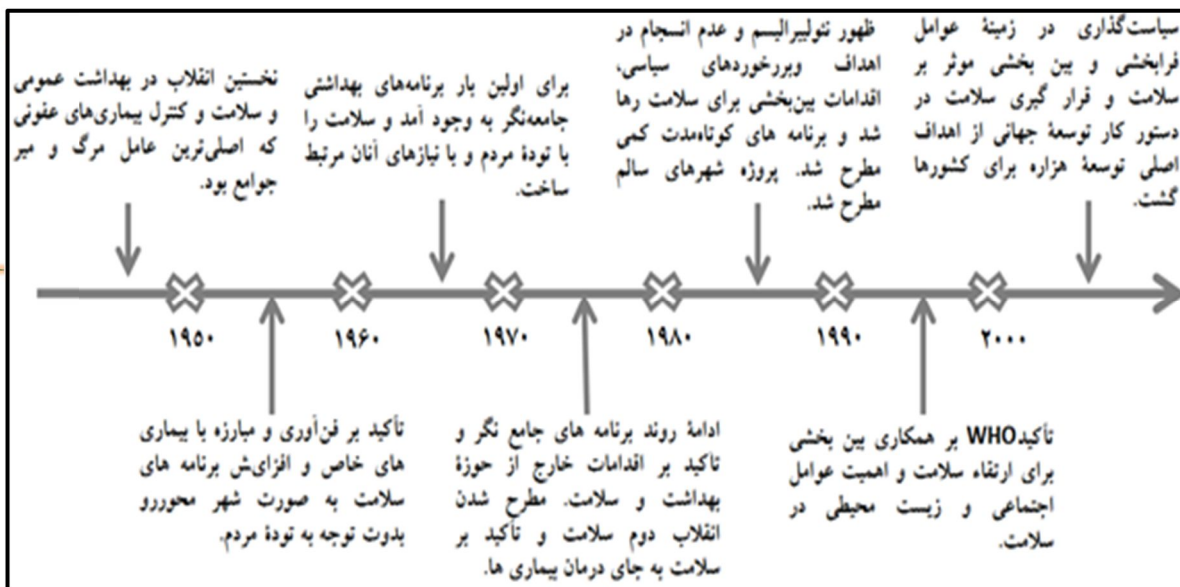 نخستین انقلاب در بهداشت عمومی
و سلامت و کنترل بیماری‌های عفونی
که اصلی‌ترین عامل مرگ و میر
جوامع بود.
برای اولین بار برنامه‌های بهداشتی
جامعه‌نگر به وجود آمد و سلامت را
با تودهٔ مردم و با نیازهای آنان مرتبط
ساخت.
ظهور نئولیبرالیسم و عدم انسجام در
اهداف وبررخوردهای سیاسی،
اقدامات بین‌بخشی برای سلامت رها
شد و برنامه های کوتاه‌مدت کمی
مطرح شد. پروژه شهرهای سالم
مطرح شد.
سیاست‌گذاری در زمینهٔ عوامل
فرابخشی و بین بخشی موثر بر
سلامت و قرار گیری سلامت در
دستور کار توسعهٔ جهانی از اهداف
اصلی توسعهٔ هزاره برای کشورها
گشت.
۱۹۵۰
۱۹۶۰
۱۹۷۰
۱۹۸۰
۱۹۹۰
۲۰۰۰
تأکید بر فن‌آوری و مبارزه با بیماری
های خاص و افزای‌ش برنامه های
سلامت به صورت شهر محوررو
بدوت توجه به تودهٔ مردم.
ادامهٔ روند برنامه های جامع نگر و
تاکید بر اقدامات خارج از حوزهٔ
بهداشت و سلامت. مطرح شدن
انقلاب دوم سلامت و تأکید بر
سلامت به جای درمان بیماری ها.
تأکیدWHO بر همکاری بین بخشی
برای ارتقاء سلامت و اهمیت عوامل
اجتماعی و زیست محیطی در
سلامت.